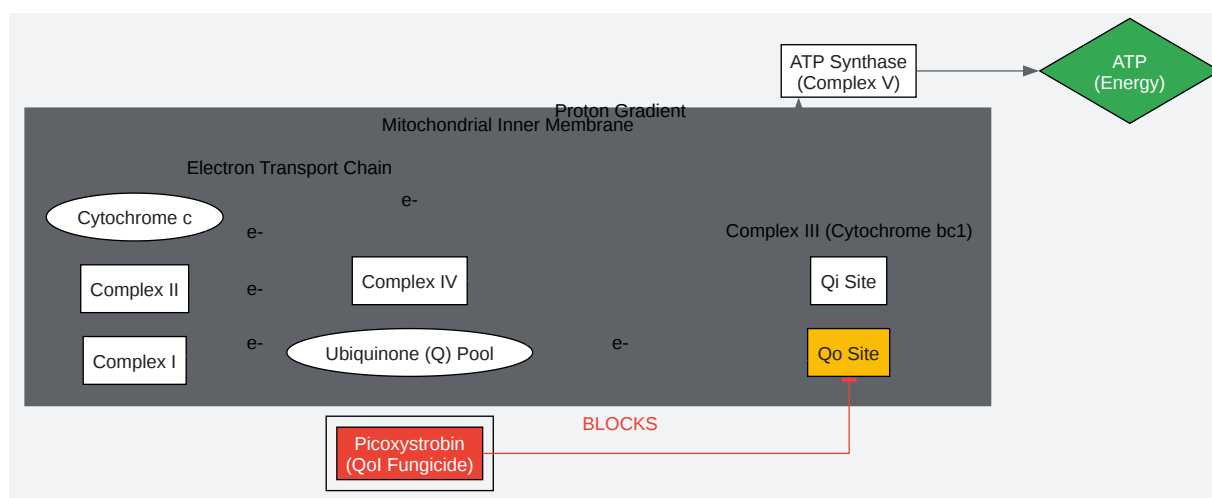 ATP Synthase
(Complex V)
ATP
(Energy)
Proton Gradient
Mitochondrial Inner Membrane
Electron Transport Chain
e-
Cytochrome c
e-
Complex III (Cytochrome bc1)
Complex II
e-
Complex IV
Qi Site
Complex I
e-
Ubiquinone (Q) Pool
e-
Qo Site
BLOCKS
Picoxystrobin
(QoI Fungicide)